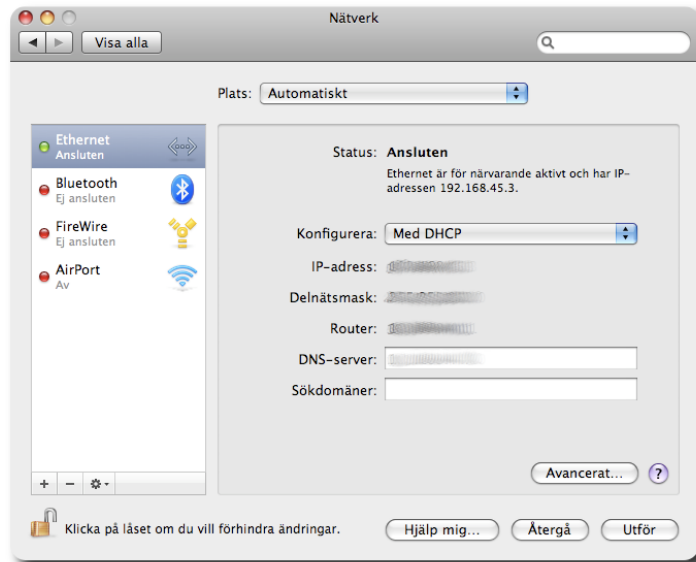 Nätverk
Visa alla
Plats: Automatiskt
Ethernet
Ansluten
Bluetooth
Ej ansluten
FireWire
Ej ansluten
AirPort
Av
Status: Ansluten
Ethernet är för närvarande aktivt och har IP-
adressen 192.168.45.3.
Konfigurera: Med DHCP
IP-adress:
Delnätsmask:
Router:
DNS-server:
Sökdomäner:
Avancerat... ?
Klicka på låset om du vill förhindra ändringar.
Hjälp mig... Återgå Utför